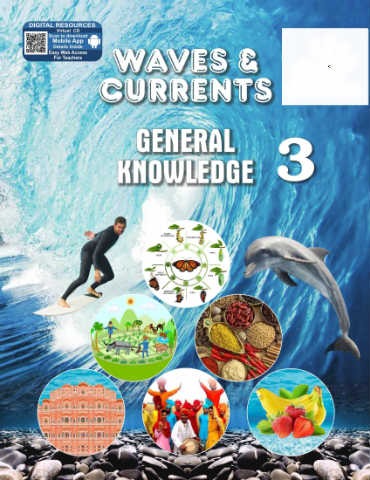 DIGITAL RESOURCES
Virtual CD
Scan to download
Mobile App
Details Inside
Easy Web Access
For Teachers
WAVES &
CURRENTS
GENERAL
KNOWLEDGE 3
<